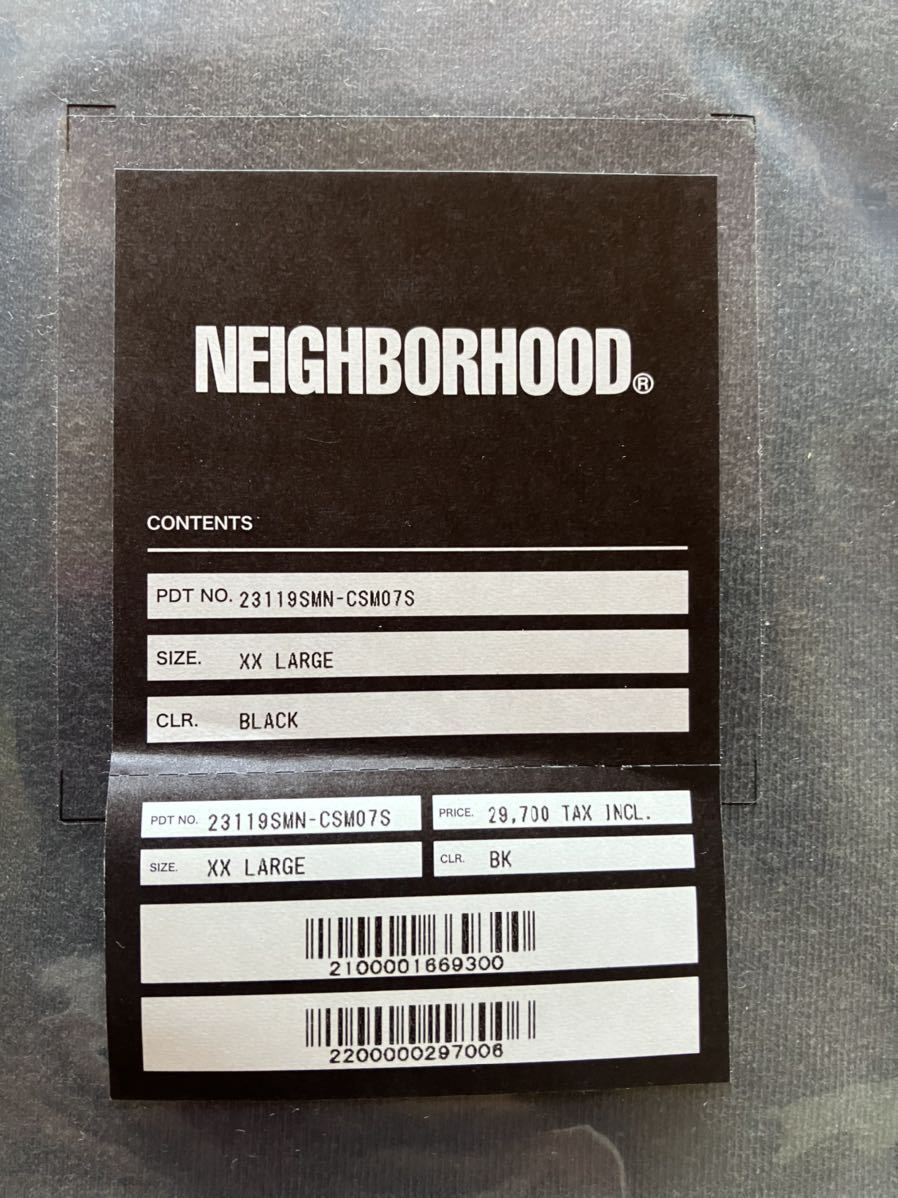 NEIGHBORHOOD®
CONTENTS
PDT NO. 23119SMN-CSM07S
SIZE. XX LARGE
CLR. BLACK
PDT NO. 23119SMN-CSM07S PRICE. 29,700 TAX INCL.
SIZE. XX LARGE CLR. BK
2100001669300
2200000297006